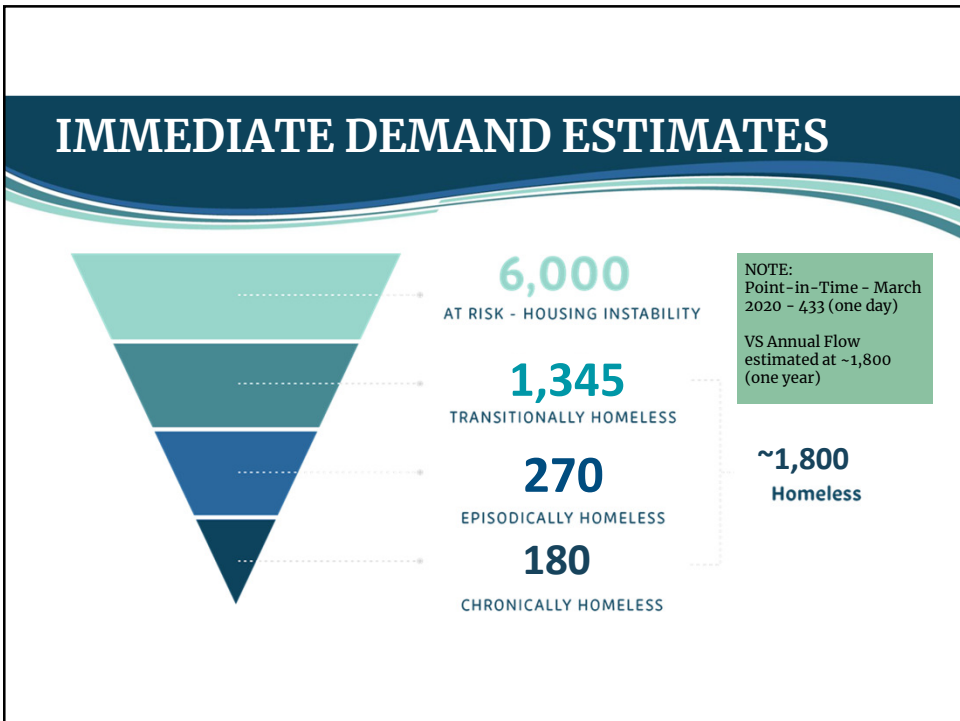 IMMEDIATE DEMAND ESTIMATES
6,000
AT RISK - HOUSING INSTABILITY
1,345
TRANSITIONALLY HOMELESS
270
EPISODICALLY HOMELESS
180
CHRONICALLY HOMELESS
NOTE:
Point-in-Time - March
2020 - 433 (one day)
VS Annual Flow
estimated at ~1,800
(one year)
~1,800
Homeless